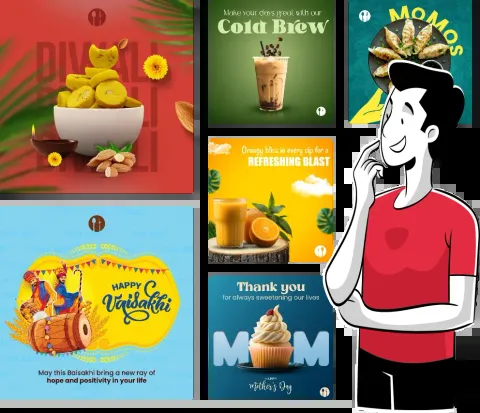 DIWALI
Make your days great with our
Cold Brew
MOMOS
Orangy bliss in every sip for a
REFRESHING BLAST
HAPPY
Vaisakhi
May this Baisakhi bring a new ray of
hope and positivity in your life
Thank you
for always sweetening our lives
MOM
HAPPY
Mother's Day